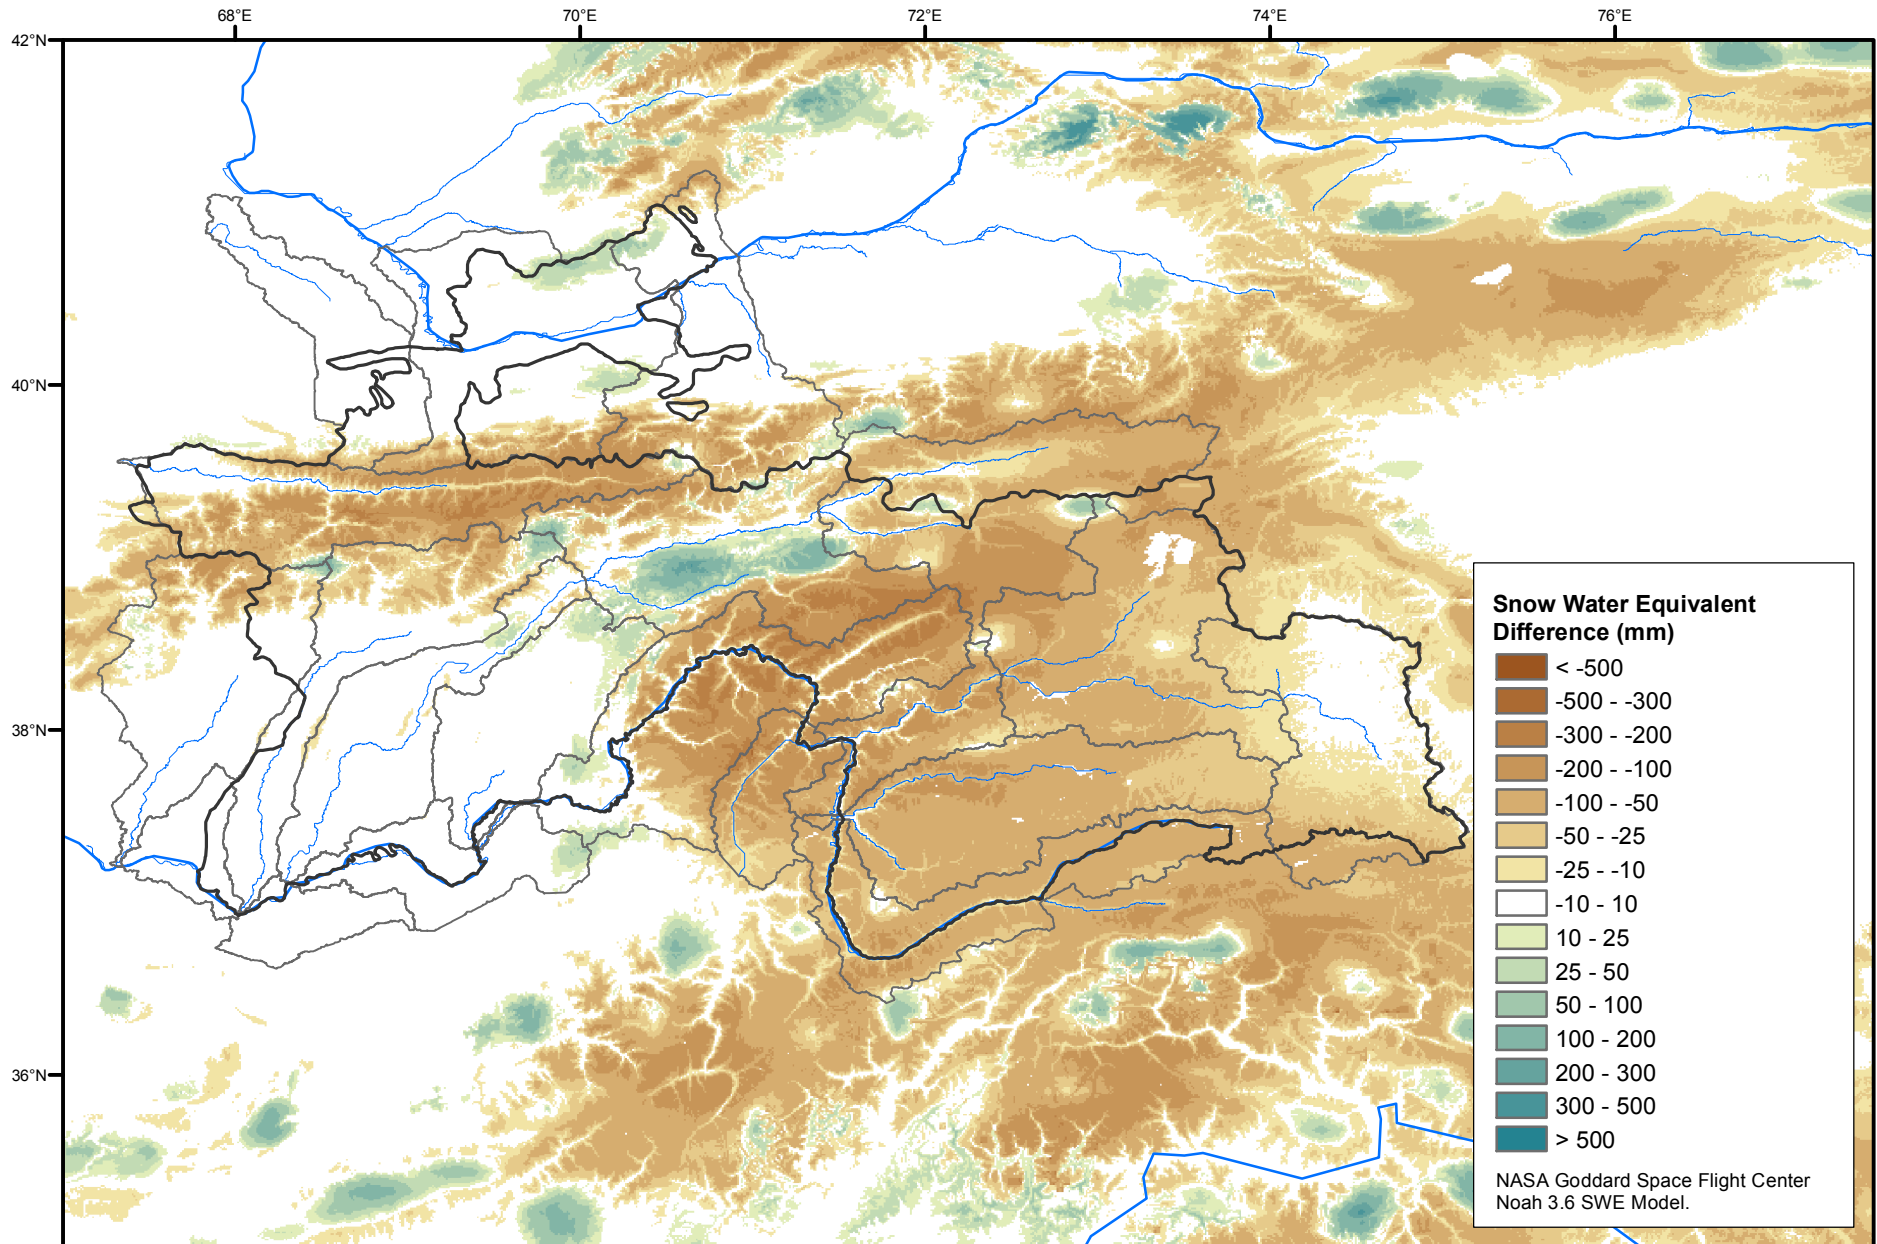 68°E
70°E
72°E
74°E
76°E
42°N
40°N
38°N
36°N
Snow Water Equivalent
Difference (mm)
< -500
-500 - -300
-300 - -200
-200 - -100
-100 - -50
-50 - -25
-25 - -10
-10 - 10
10 - 25
25 - 50
50 - 100
100 - 200
200 - 300
300 - 500
> 500
NASA Goddard Space Flight Center
Noah 3.6 SWE Model.